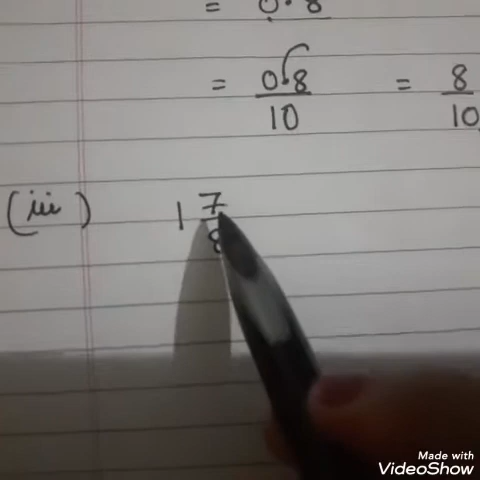 = 0.8
= 0.8/10 = 8/10
(iii) 1 7/8
Made with
VideoShow